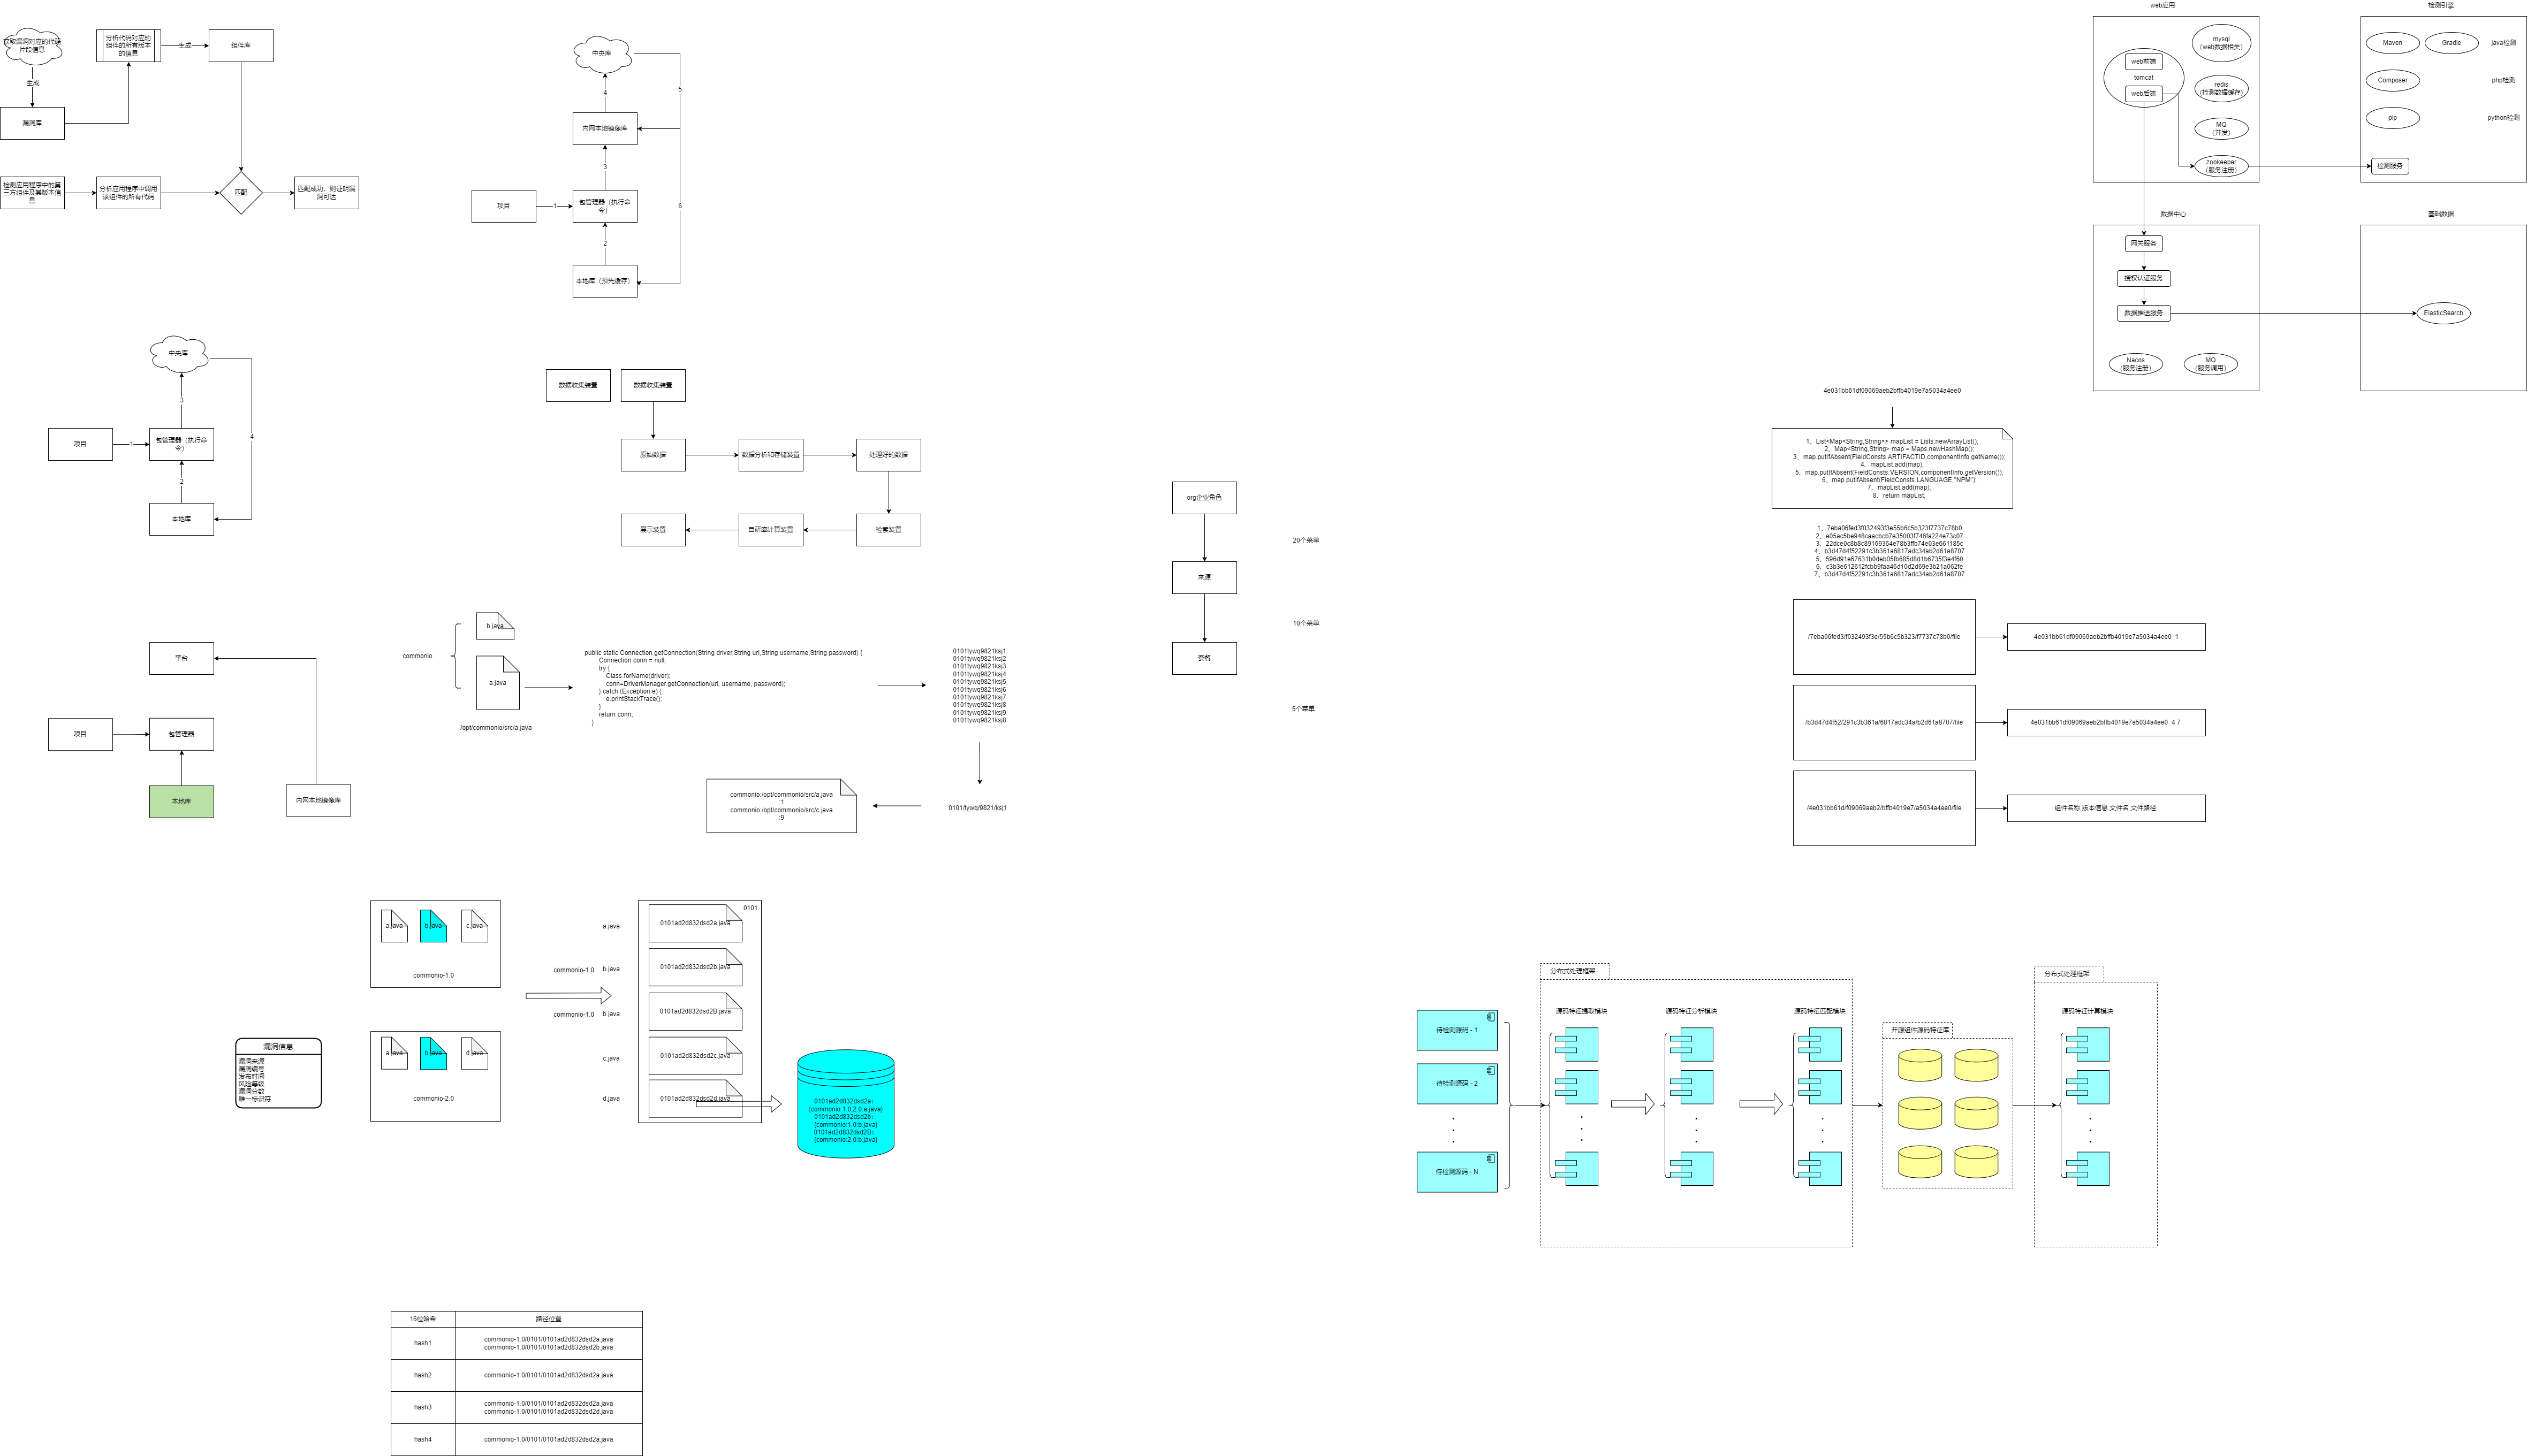 获取漏洞对应的代码
片段信息
生成
漏洞库
分析代码对应的
组件的所有版本
的信息
生成
组件库
检测应用程序中的第
三方组件及其版本信
息
分析应用程序中调用
该组件的所有代码
匹配
匹配成功，则证明漏
洞可达
中央库
4
5
内网本地镜像库
3
项目
1
包管理器（执行命
令）
6
2
本地库（预先缓存）
web应用
mysql
（web数据相关）
web前端
tomcat
web后端
redis
（检测数据缓存）
MQ
（并发）
zookeeper
（服务注册）
检测引擎
Maven
Gradle
java检测
Composer
php检测
pip
python检测
检测服务
数据中心
网关服务
授权认证服务
数据推送服务
Nacos
（服务注册）
MQ
（服务调用）
基础数据
ElasticSearch
中央库
3
4
项目
1
包管理器（执行命
令）
2
本地库
数据收集装置
数据收集装置
原始数据
数据分析和存储装置
处理好的数据
展示装置
自研率计算装置
检索装置
org企业角色
20个菜单
来源
10个菜单
套餐
5个菜单
4e031bb61df09069aeb2bffb4019e7a5034a4ee0
1、List<Map<String,String>> mapList = Lists.newArrayList();
2、Map<String,String> map = Maps.newHashMap();
3、map.putIfAbsent(FieldConsts.ARTIFACTID,componentInfo.getName());
4、mapList.add(map);
5、map.putIfAbsent(FieldConsts.VERSION,componentInfo.getVersion());
6、map.putIfAbsent(FieldConsts.LANGUAGE,"NPM");
7、mapList.add(map);
8、return mapList;
1、7eba06fed3f032493f3e55b6c5b323f7737c78b0
2、e05ac5be948caacbcb7e35003f746fa224e73c07
3、22dce0c8b8c89169364e78b3ffb74e03e661185c
4、b3d47d4f52291c3b361a6817adc34ab2d61a8707
5、596d91e67631b0deb05fb685d8d1b6735f3e4f60
6、c3b3e612612fcbb9faa46d10d2d69e3b21a062fe
7、b3d47d4f52291c3b361a6817adc34ab2d61a8707
/7eba06fed3/f032493f3e/55b6c5b323/f7737c78b0/file
4e031bb61df09069aeb2bffb4019e7a5034a4ee0 1
/b3d47d4f52/291c3b361a/6817adc34a/b2d61a8707/file
4e031bb61df09069aeb2bffb4019e7a5034a4ee0 4 7
/4e031bb61d/f09069aeb2/bffb4019e7/a5034a4ee0/file
组件名称 版本信息 文件名 文件路径
平台
项目
包管理器
本地库
内网本地镜像库
commonio
b.java
a.java
/opt/commonio/src/a.java
public static Connection getConnection(String driver,String url,String username,String password) {
Connection conn = null;
try {
Class.forName(driver);
conn=DriverManager.getConnection(url, username, password);
} catch (Exception e) {
e.printStackTrace();
}
return conn;
}
0101tywq9821ksj1
0101tywq9821ksj2
0101tywq9821ksj3
0101tywq9821ksj4
0101tywq9821ksj5
0101tywq9821ksj6
0101tywq9821ksj7
0101tywq9821ksj8
0101tywq9821ksj9
0101tywq9821ksj8
0101/tywq/9821/ksj1
commonio:/opt/commonio/src/a.java
:1
commonio:/opt/commonio/src/c.java
:9
a.java
b.java
c.java
commonio-1.0
a.java
b.java
d.java
commonio-2.0
漏洞信息
漏洞来源
漏洞编号
发布时间
风险等级
漏洞分数
唯一标识符
0101
a.java
0101ad2d832dsd2a.java
commonio-1.0
b.java
0101ad2d832dsd2b.java
commonio-1.0
b.java
0101ad2d832dsd2B.java
c.java
0101ad2d832dsd2c.java
d.java
0101ad2d832dsd2d.java
0101ad2d832dsd2a：
{commonio:1.0,2.0:a.java}
0101ad2d832dsd2b：
{commonio:1.0:b.java}
0101ad2d832dsd2B：
{commonio:2.0:b.java}
待检测源码 - 1
待检测源码 - 2
待检测源码 - N
分布式处理框架
源码特征提取模块
源码特征分析模块
源码特征匹配模块
开源组件源码特征库
分布式处理框架
源码特征计算模块
16位哈希
路径位置
hash1
commonio-1.0/0101/0101ad2d832dsd2a.java
commonio-1.0/0101/0101ad2d832dsd2b.java
hash2
commonio-1.0/0101/0101ad2d832dsd2a.java
hash3
commonio-1.0/0101/0101ad2d832dsd2a.java
commonio-1.0/0101/0101ad2d832dsd2d.java
hash4
commonio-1.0/0101/0101ad2d832dsd2a.java